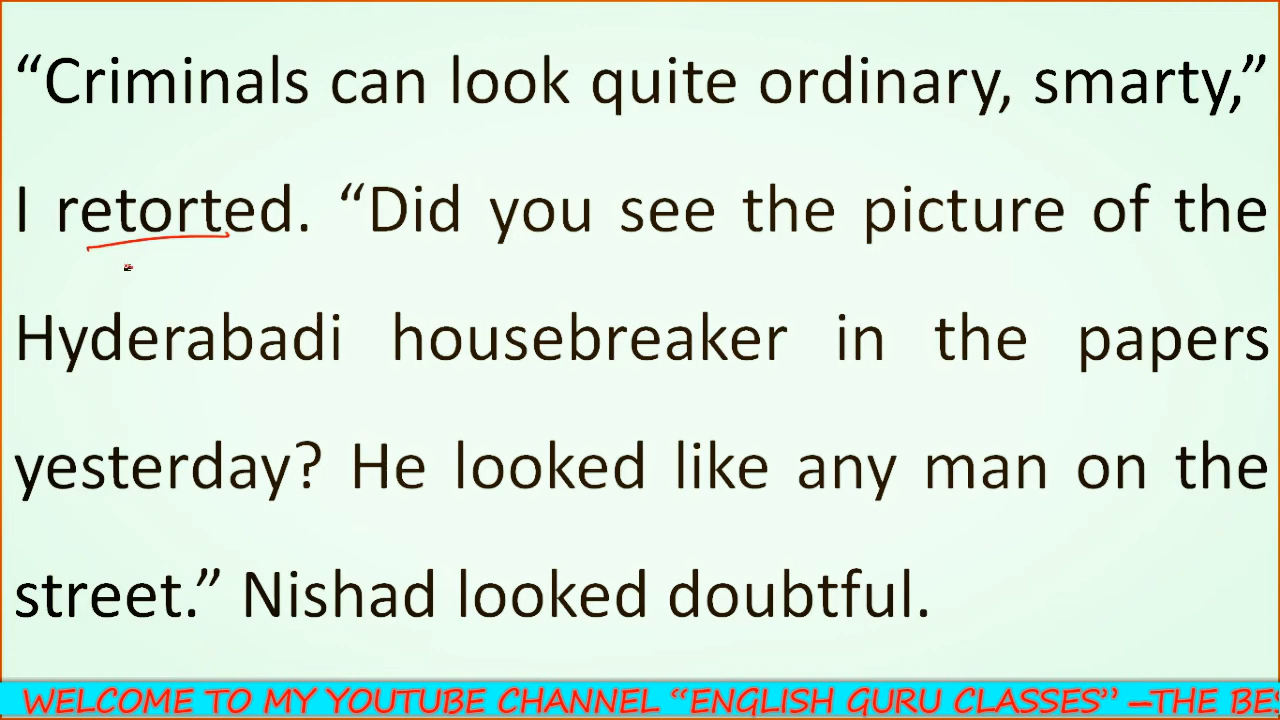 “Criminals can look quite ordinary, smarty,”
I retorted. “Did you see the picture of the
Hyderabadi housebreaker in the papers
yesterday? He looked like any man on the
street.” Nishad looked doubtful.
WELCOME TO MY YOUTUBE CHANNEL “ENGLISH GURU CLASSES” –THE